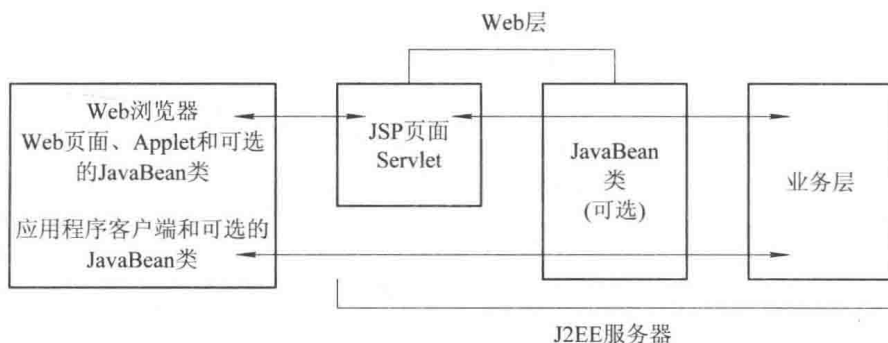 Web层
Web浏览器
Web页面、Applet和可选
的JavaBean类
应用程序客户端和可选的
JavaBean类
JSP页面
Servlet
JavaBean
类
(可选)
业务层
J2EE服务器